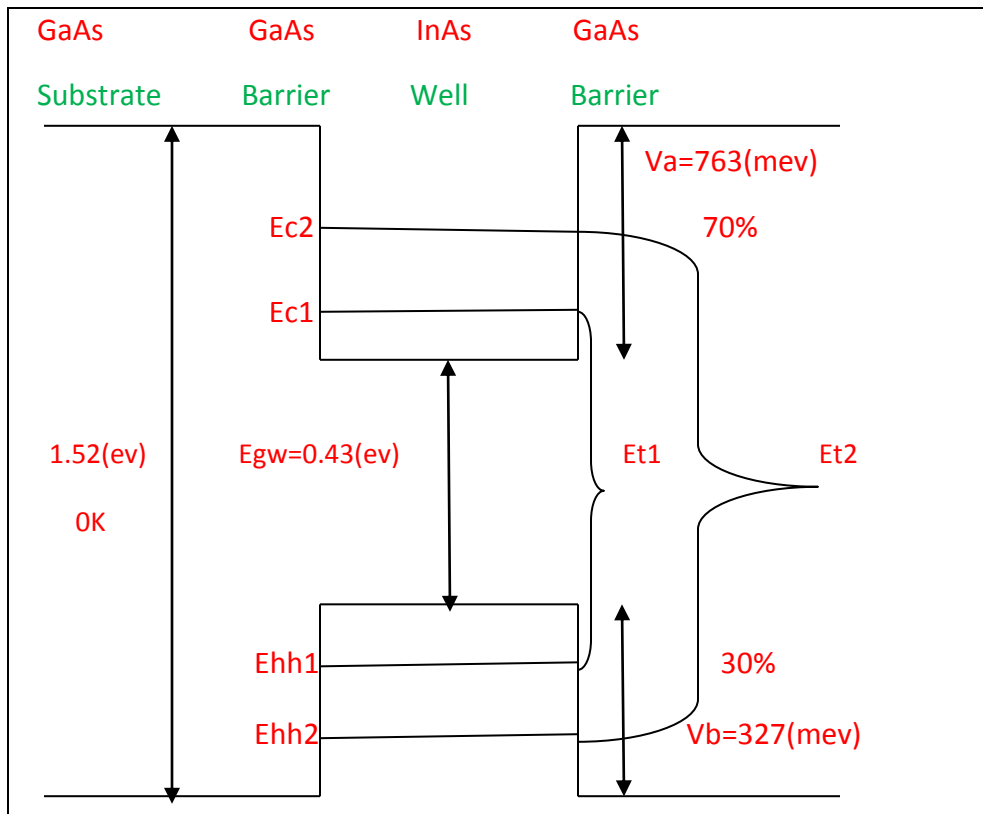 GaAs GaAs InAs GaAs
Substrate Barrier Well Barrier
Va=763(mev)
Ec2 70%
Ec1
1.52(ev) Egw=0.43(ev) Et1 Et2
0K
Ehh1 30%
Ehh2 Vb=327(mev)